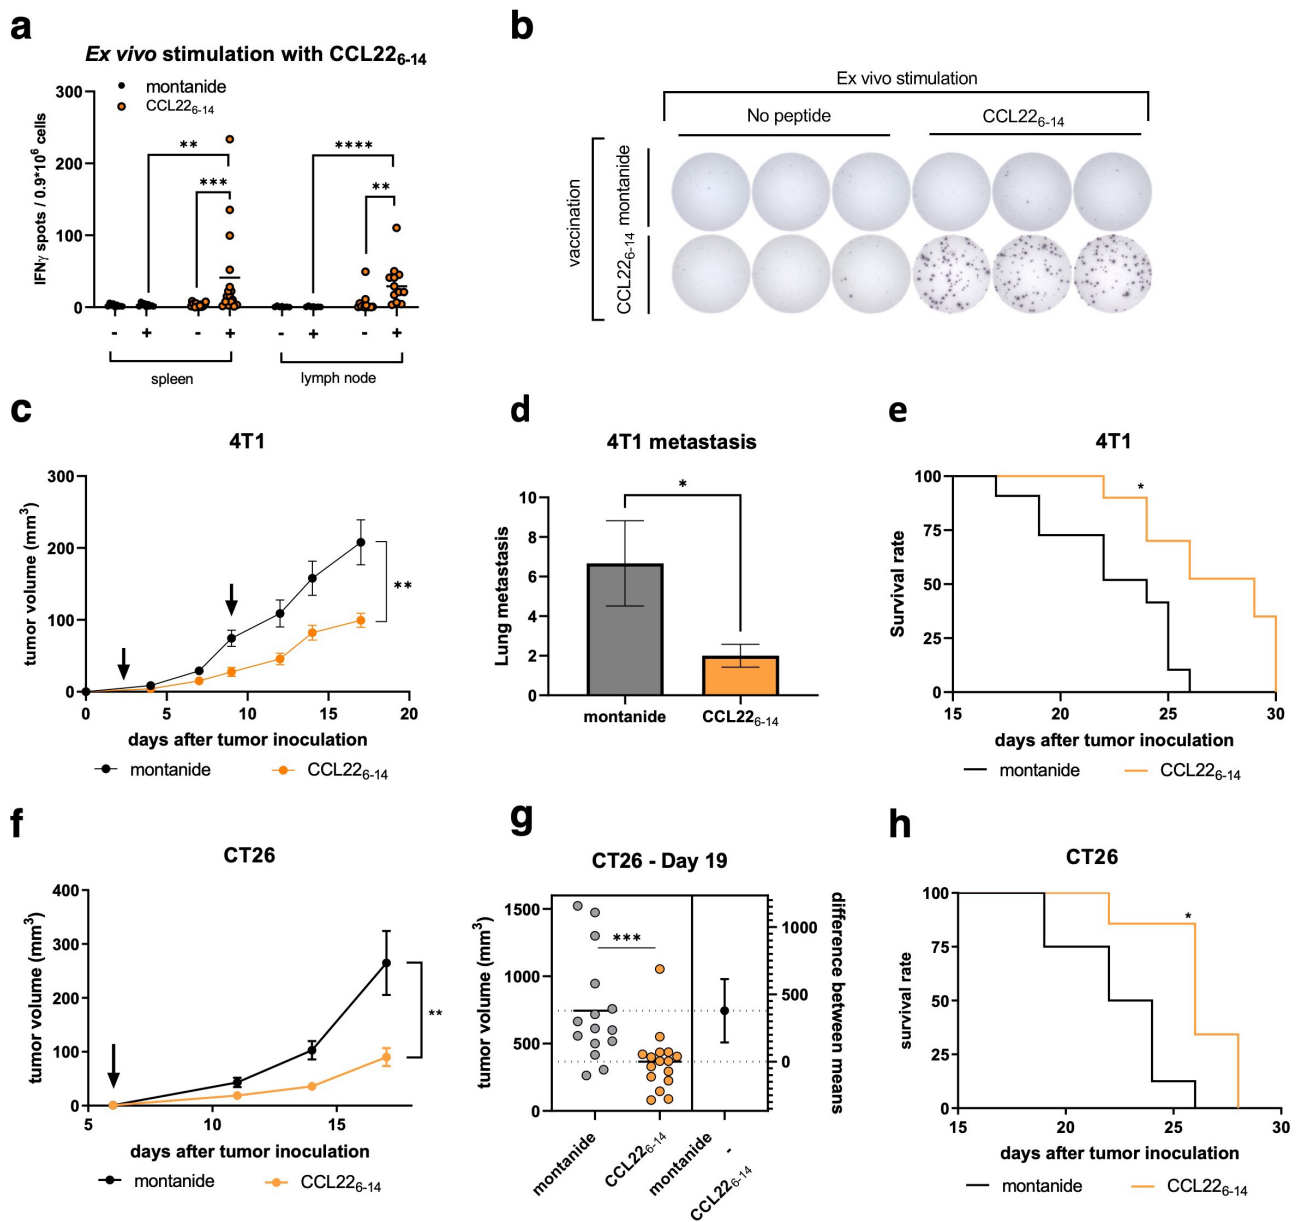 a
Ex vivo stimulation with CCL22₆₋₁₄
montanide
CCL22₆₋₁₄
IFNγ spots / 0.9*10⁶ cells
300
200
100
0
**
***
****
**
- + - + - + - +
spleen
lymph node
b
Ex vivo stimulation
No peptide
CCL22₆₋₁₄
vaccination
montanide
CCL22₆₋₁₄
c
4T1
tumor volume (mm³)
300
200
100
0
**
0 5 10 15 20
days after tumor inoculation
montanide
CCL22₆₋₁₄
d
4T1 metastasis
Lung metastasis
10
8
6
4
2
0
*
montanide
CCL22₆₋₁₄
e
4T1
Survival rate
100
75
50
25
0
*
15 20 25 30
days after tumor inoculation
montanide
CCL22₆₋₁₄
f
CT26
tumor volume (mm³)
400
300
200
100
0
**
5 10 15
days after tumor inoculation
montanide
CCL22₆₋₁₄
g
CT26 - Day 19
tumor volume (mm³)
1500
1000
500
0
***
1000
500
0
difference between means
montanide
CCL22₆₋₁₄
montanide
-
CCL22₆₋₁₄
h
CT26
survival rate
100
75
50
25
0
*
15 20 25 30
days after tumor inoculation
montanide
CCL22₆₋₁₄